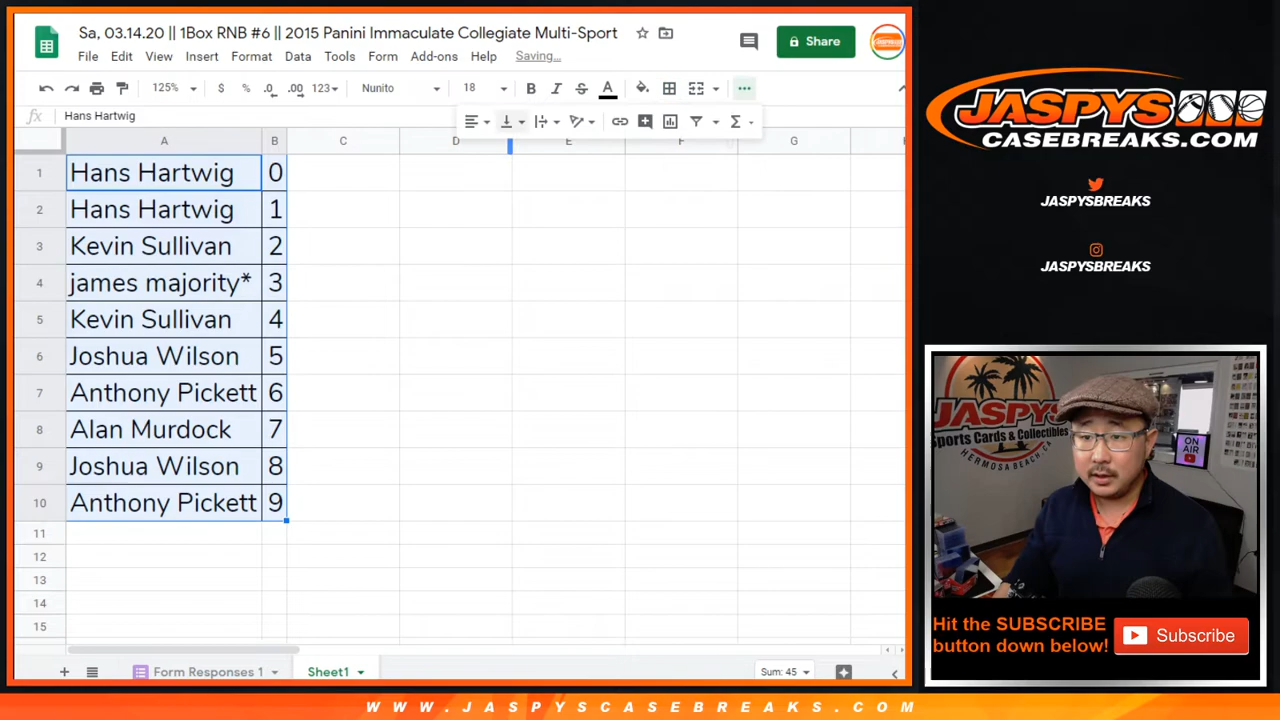 Sa, 03.14.20 || 1Box RNB #6 || 2015 Panini Immaculate Collegiate Multi-Sport
File Edit View Insert Format Data Tools Form Add-ons Help Saving...
Share
125% $ % .0 .00 123 Nunito 18 B I S A
fx Hans Hartwig
A B C D E F G
1 Hans Hartwig 0
2 Hans Hartwig 1
3 Kevin Sullivan 2
4 james majority* 3
5 Kevin Sullivan 4
6 Joshua Wilson 5
7 Anthony Pickett 6
8 Alan Murdock 7
9 Joshua Wilson 8
10 Anthony Pickett 9
11
12
13
14
15
Form Responses 1 Sheet1 Sum: 45
JASPYS
CASEBREAKS.COM
JASPYSBREAKS
JASPYSBREAKS
JASPYS
Sports Cards & Collectibles
HERMOSA BEACH, CA
ON AIR
Hit the SUBSCRIBE
button down below!
Subscribe
WWW.JASPYSCASEBREAKS.COM